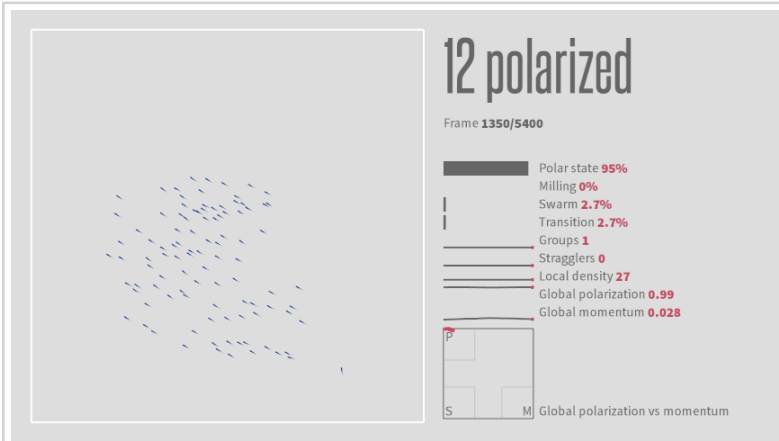 12 polarized
Frame 1350/5400
Polar state 95%
Milling 0%
Swarm 2.7%
Transition 2.7%
Groups 1
Stragglers 0
Local density 27
Global polarization 0.99
Global momentum 0.028
P
S M Global polarization vs momentum